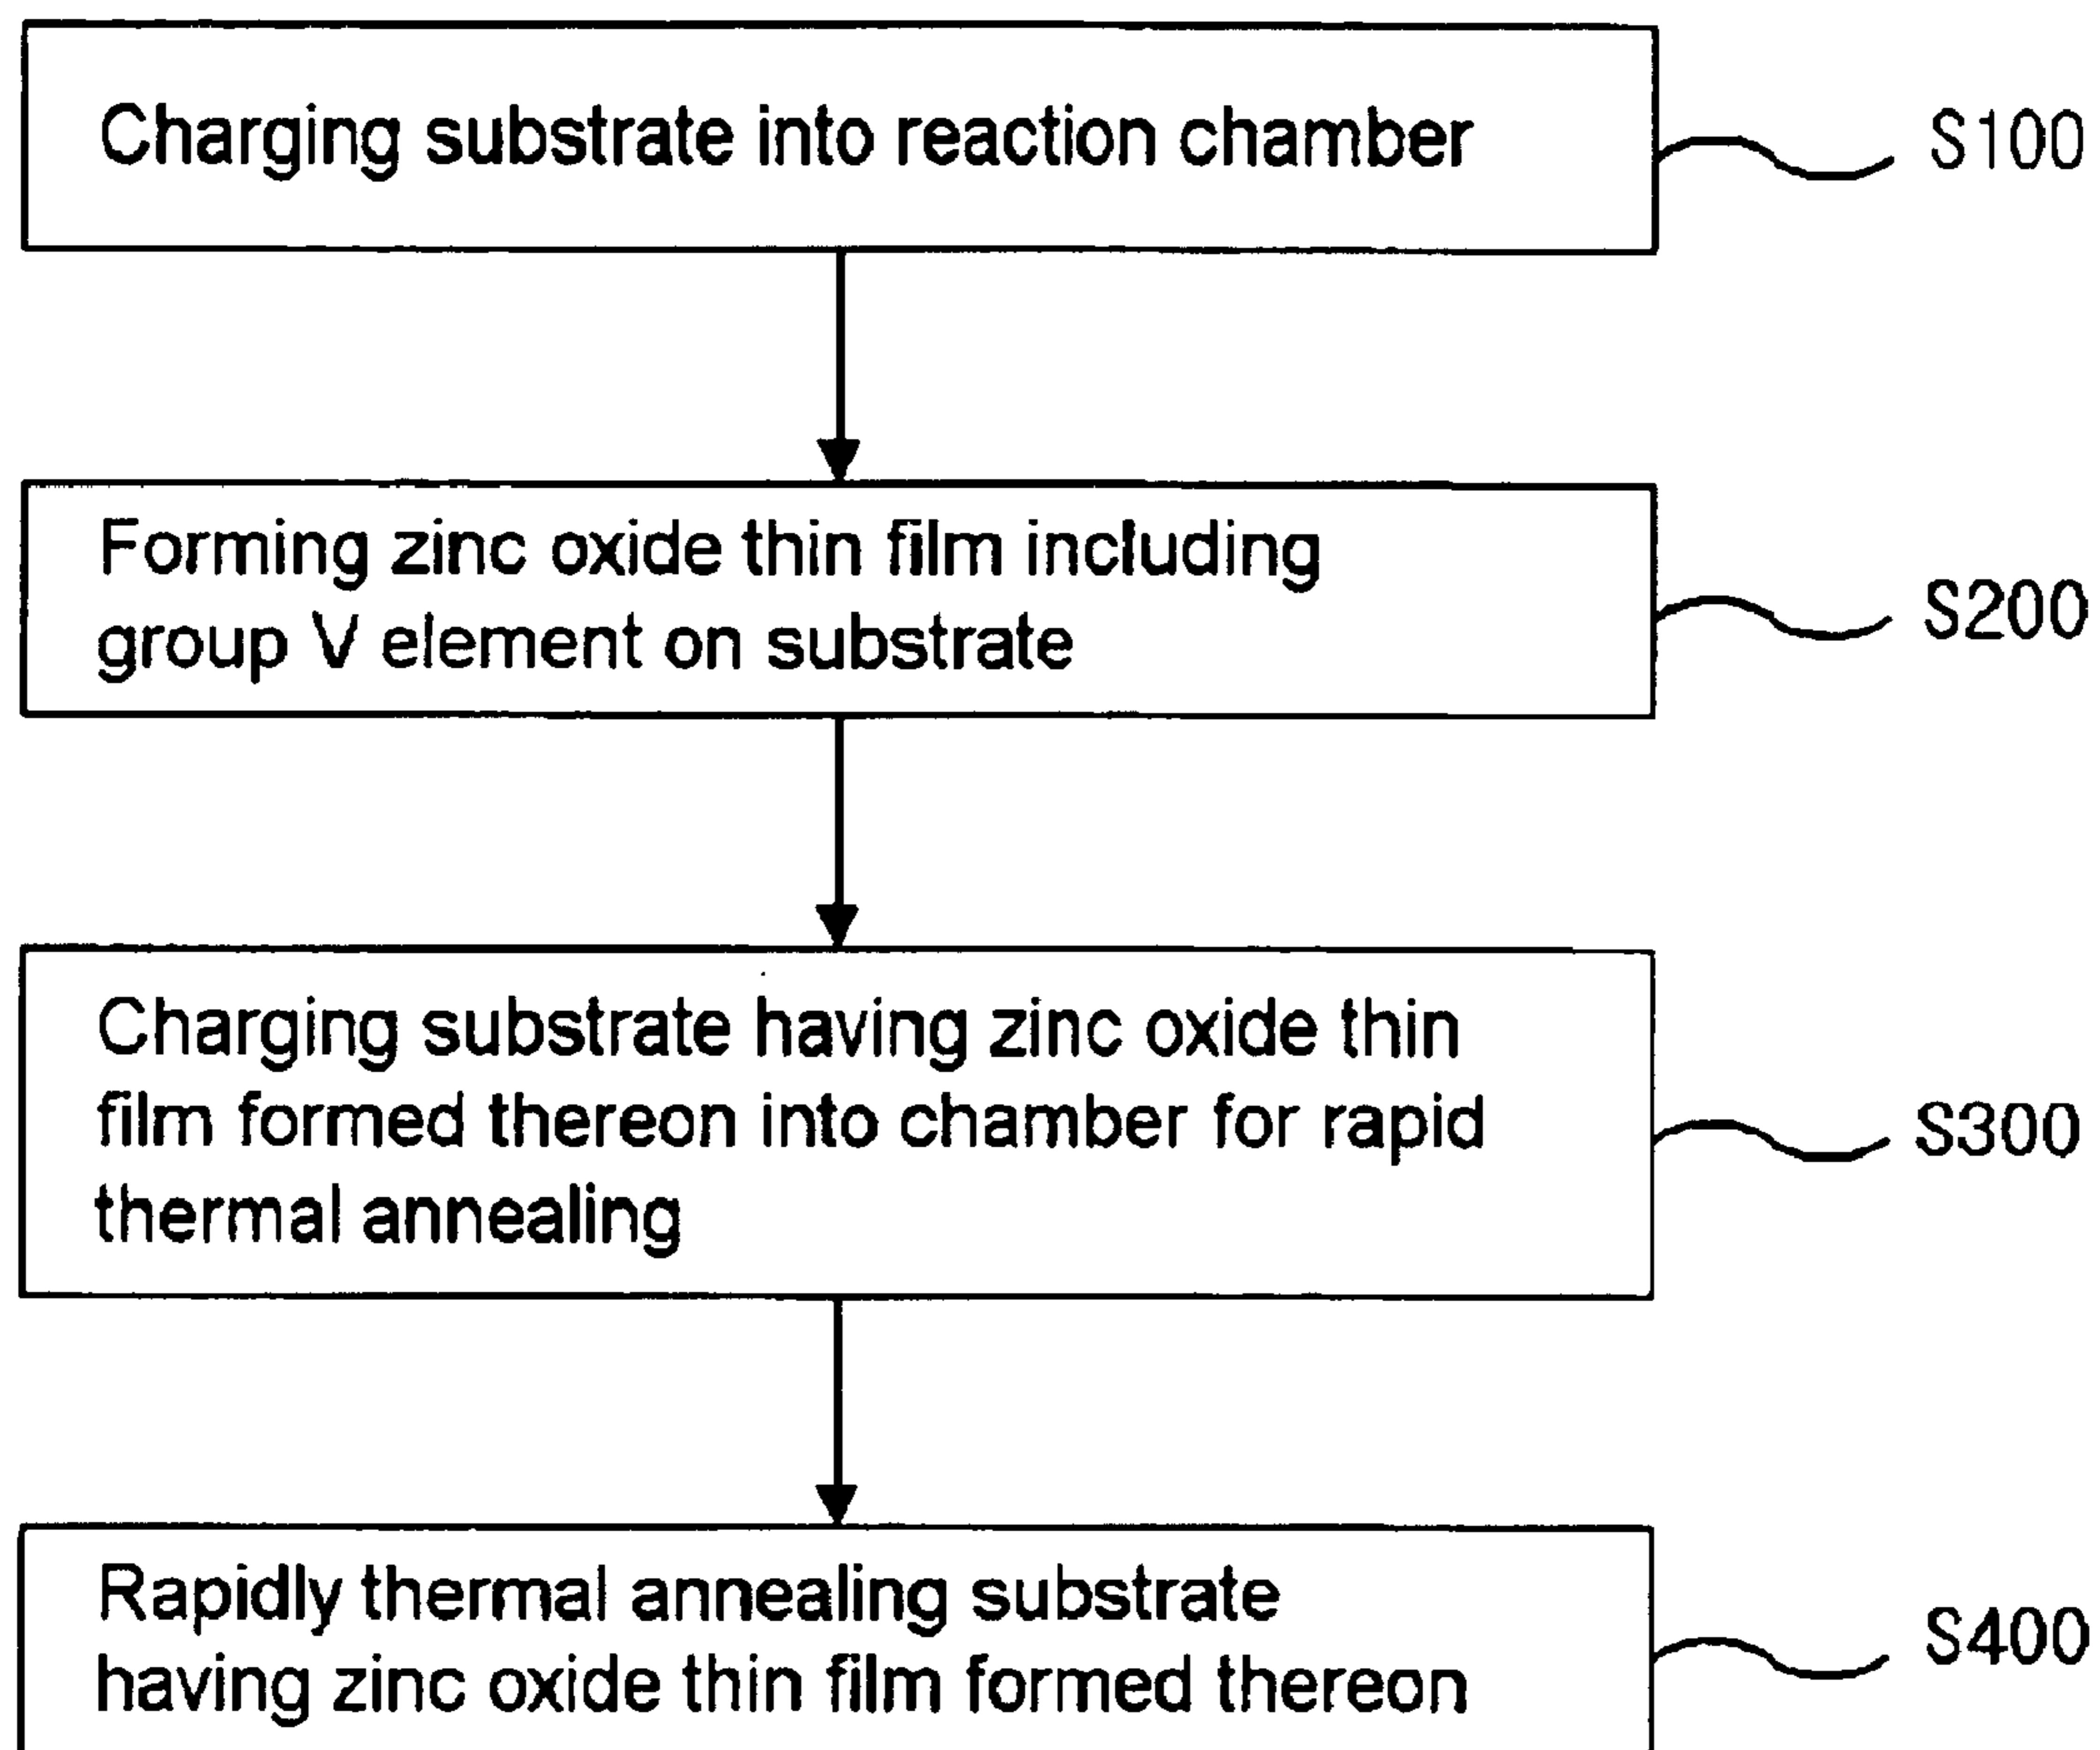 Charging substrate into reaction chamber
S100
Forming zinc oxide thin film including
group V element on substrate
S200
Charging substrate having zinc oxide thin
film formed thereon into chamber for rapid
thermal annealing
S300
Rapidly thermal annealing substrate
having zinc oxide thin film formed thereon
S400